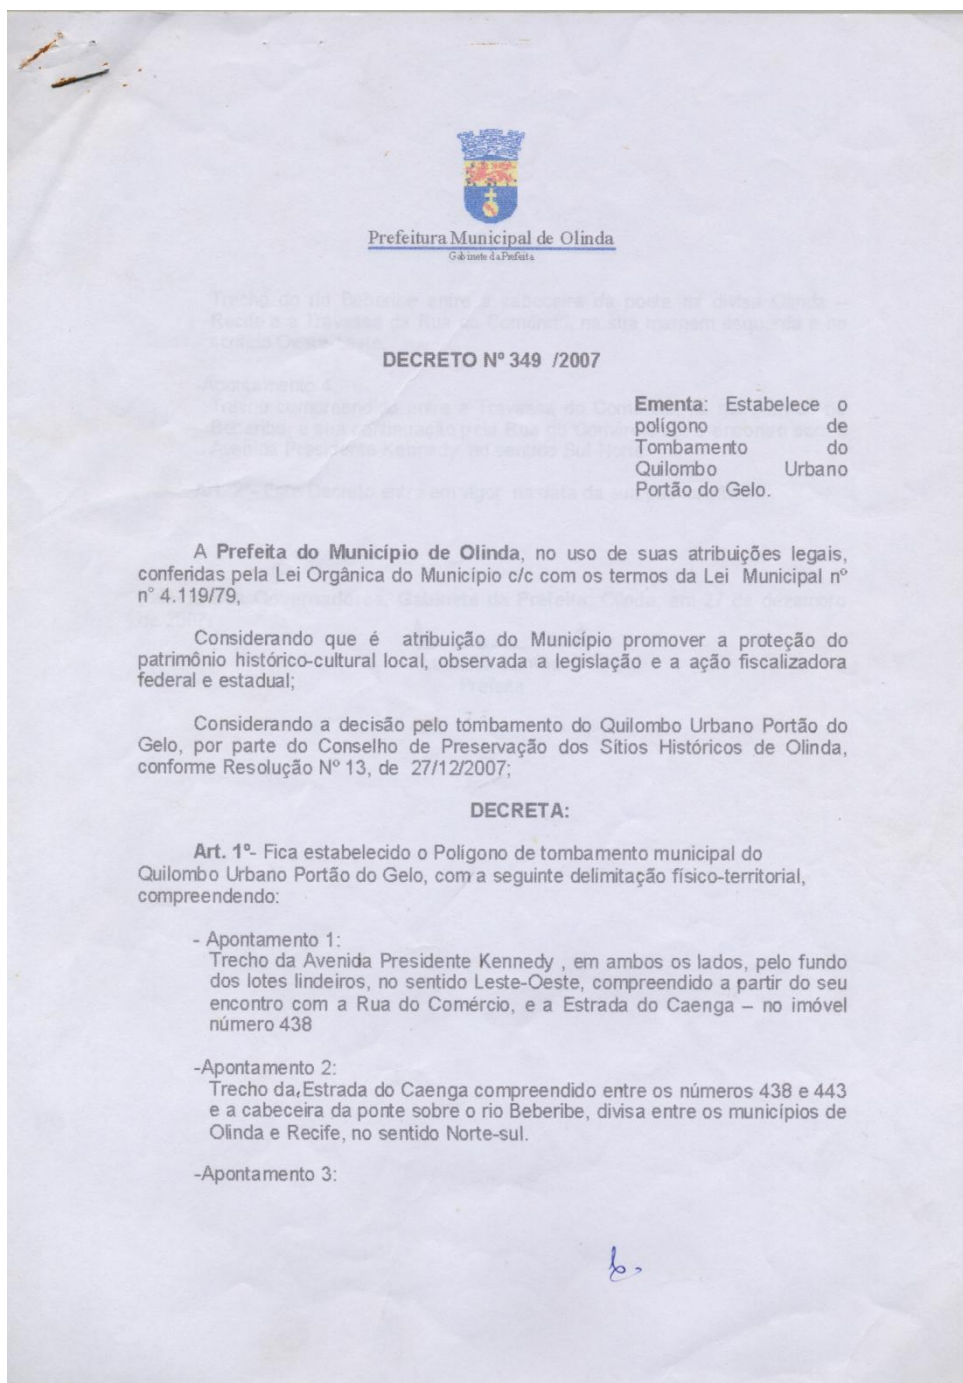 Prefeitura Municipal de Olinda
Gabinete da Prefeita
DECRETO Nº 349 /2007
Ementa: Estabelece o
polígono de
Tombamento do
Quilombo Urbano
Portão do Gelo.
A Prefeita do Município de Olinda, no uso de suas atribuições legais,
conferidas pela Lei Orgânica do Município c/c com os termos da Lei Municipal nº
n° 4.119/79,
Considerando que é atribuição do Município promover a proteção do
patrimônio histórico-cultural local, observada a legislação e a ação fiscalizadora
federal e estadual;
Considerando a decisão pelo tombamento do Quilombo Urbano Portão do
Gelo, por parte do Conselho de Preservação dos Sítios Históricos de Olinda,
conforme Resolução Nº 13, de 27/12/2007;
DECRETA:
Art. 1º- Fica estabelecido o Polígono de tombamento municipal do
Quilombo Urbano Portão do Gelo, com a seguinte delimitação físico-territorial,
compreendendo:
- Apontamento 1:
Trecho da Avenida Presidente Kennedy , em ambos os lados, pelo fundo
dos lotes lindeiros, no sentido Leste-Oeste, compreendido a partir do seu
encontro com a Rua do Comércio, e a Estrada do Caenga – no imóvel
número 438
-Apontamento 2:
Trecho da Estrada do Caenga compreendido entre os números 438 e 443
e a cabeceira da ponte sobre o rio Beberibe, divisa entre os municípios de
Olinda e Recife, no sentido Norte-sul.
-Apontamento 3: